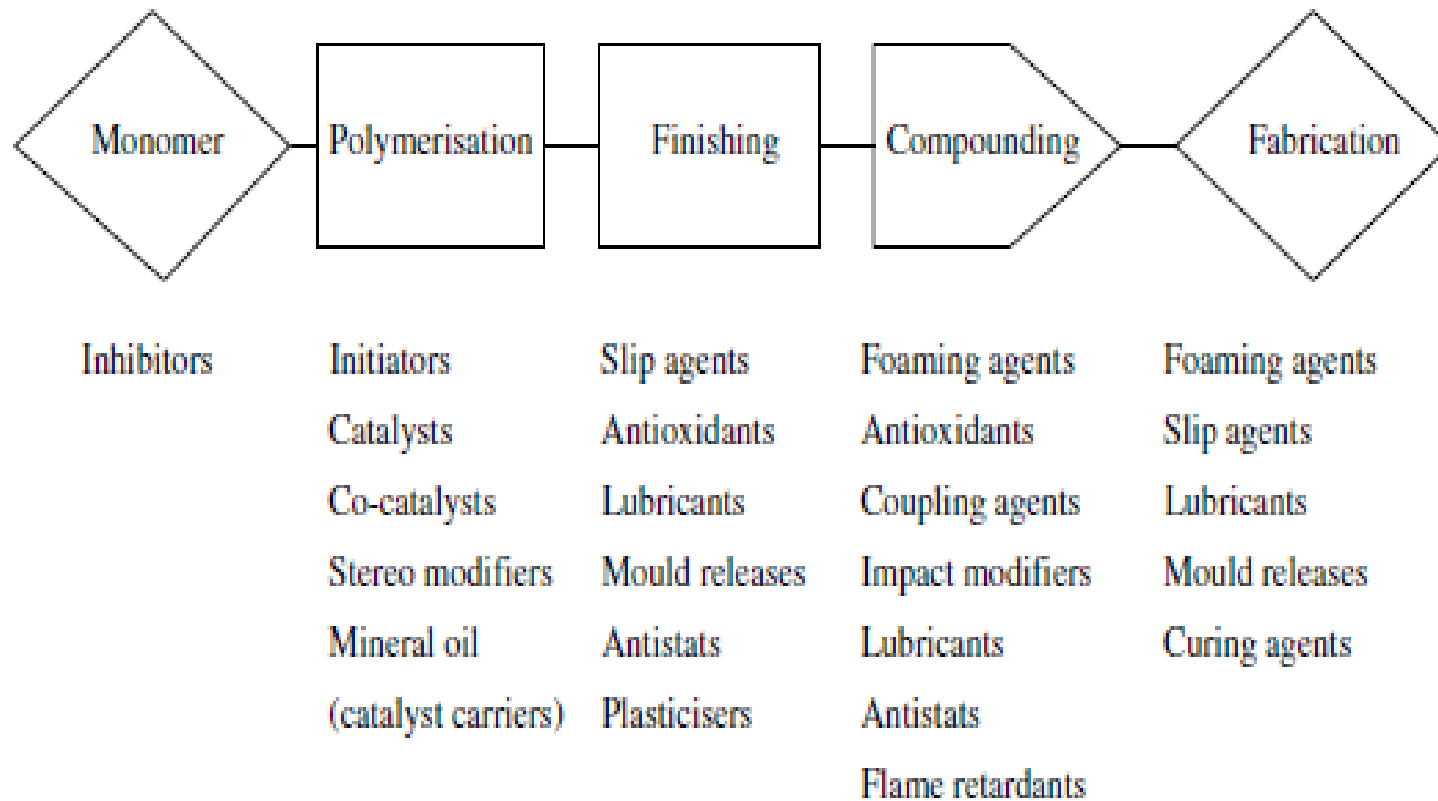 Monomer
Polymerisation
Finishing
Compounding
Fabrication
Inhibitors
Initiators
Catalysts
Co-catalysts
Stereo modifiers
Mineral oil
(catalyst carriers)
Slip agents
Antioxidants
Lubricants
Mould releases
Antistats
Plasticisers
Foaming agents
Antioxidants
Coupling agents
Impact modifiers
Lubricants
Antistats
Flame retardants
Foaming agents
Slip agents
Lubricants
Mould releases
Curing agents